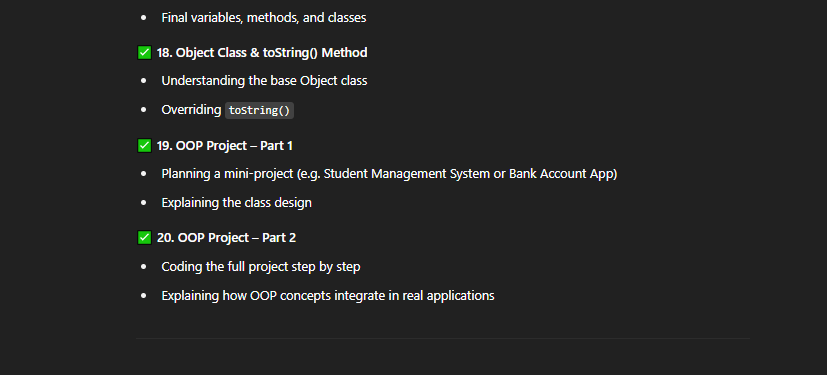 • Final variables, methods, and classes
✅ 18. Object Class & toString() Method
• Understanding the base Object class
• Overriding toString()
✅ 19. OOP Project – Part 1
• Planning a mini-project (e.g. Student Management System or Bank Account App)
• Explaining the class design
✅ 20. OOP Project – Part 2
• Coding the full project step by step
• Explaining how OOP concepts integrate in real applications